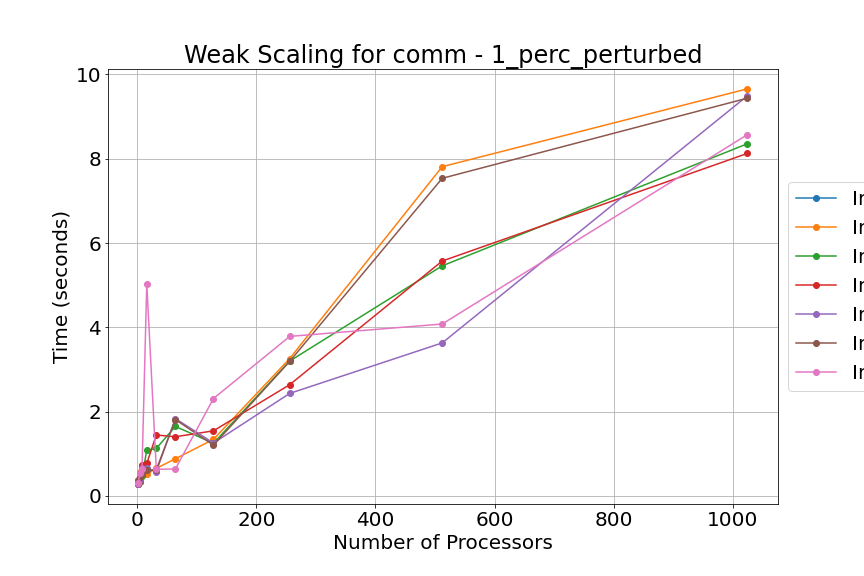 Weak Scaling for comm - 1_perc_perturbed
10
8
6
4
2
0
Time (seconds)
0 200 400 600 800 1000
Number of Processors